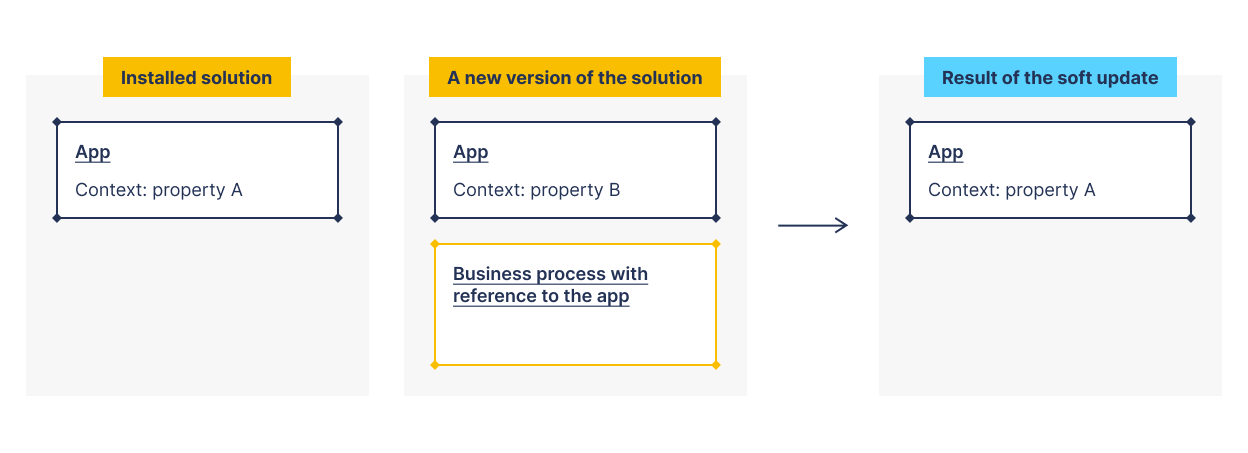 Installed solution
App
Context: property A
A new version of the solution
App
Context: property B
Business process with
reference to the app
Result of the soft update
App
Context: property A